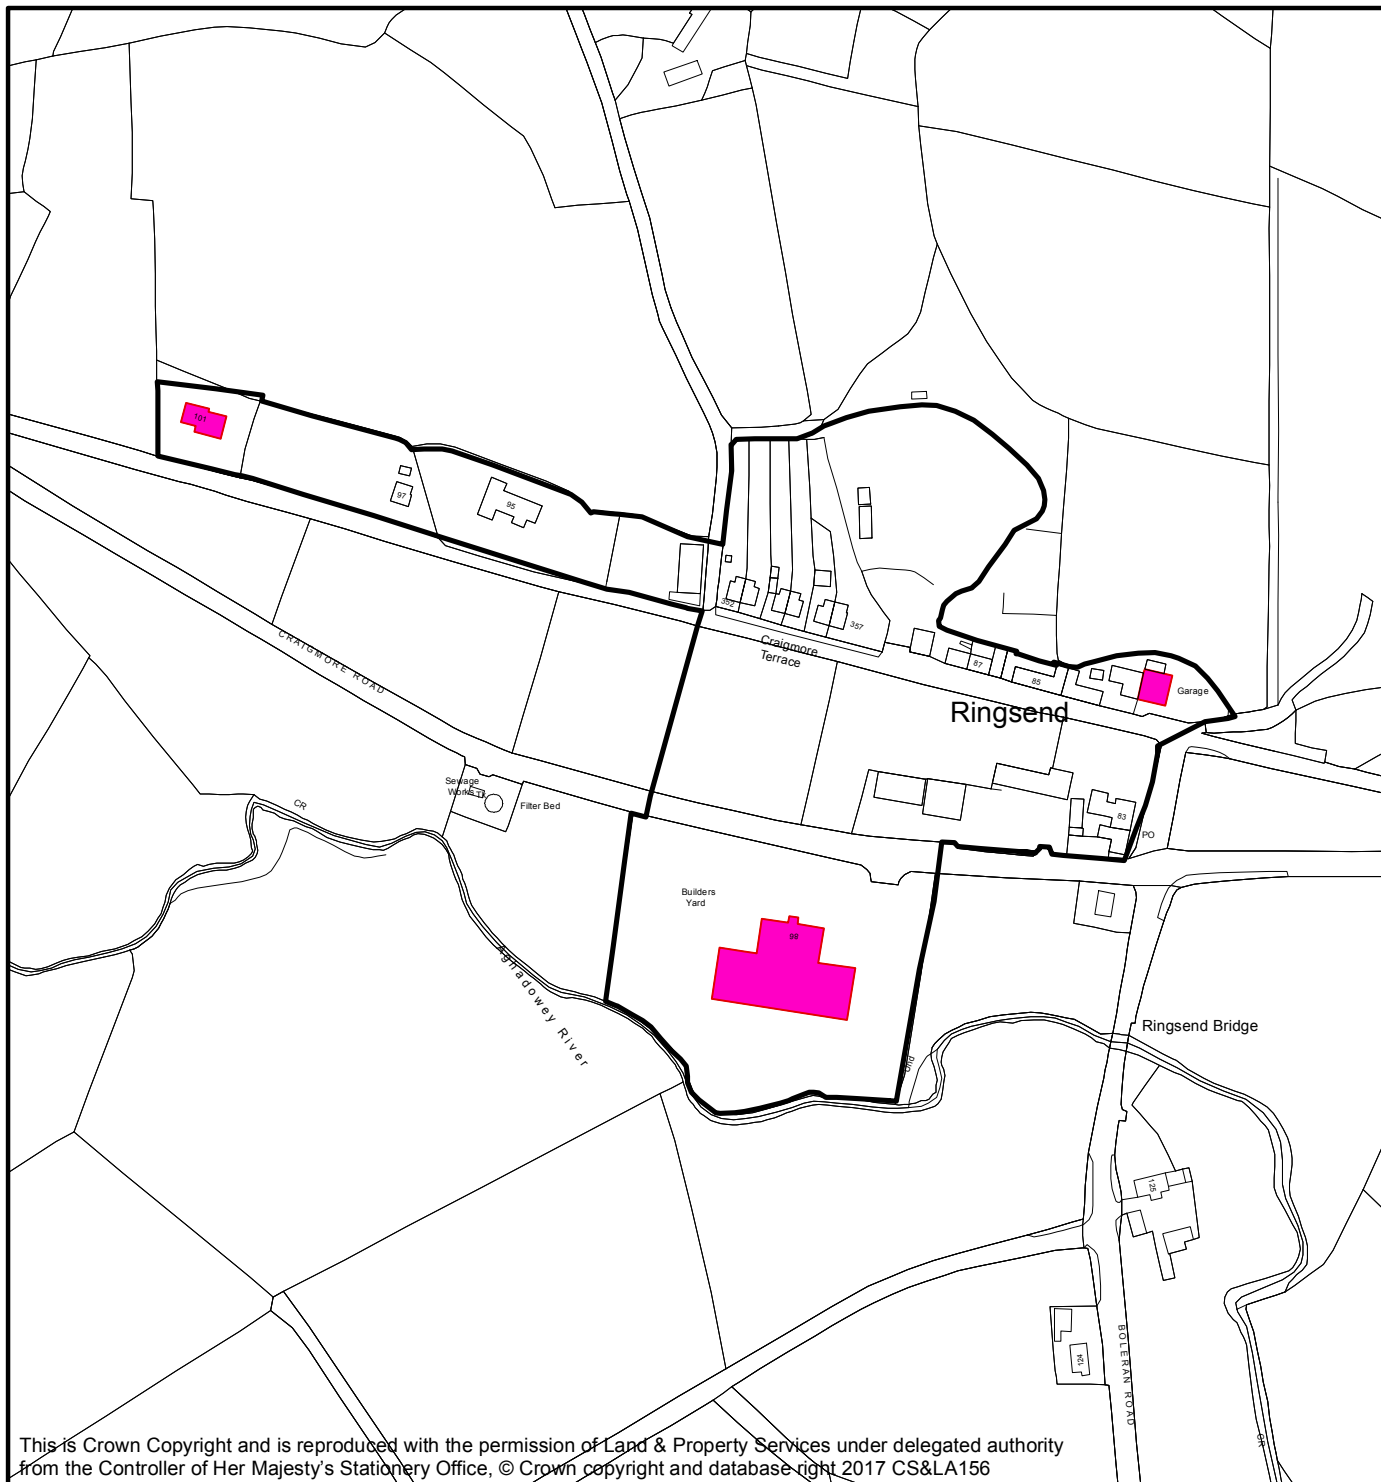 101
97
95
352
357
Craigmore
Terrace
87
85
Garage
Ringsend
CRAIGMORE ROAD
Sewage
Works
Tk
Filter Bed
CR
83
PO
Builders
Yard
99
Aghadowey River
Und
Ringsend Bridge
125
124
BOLERAN ROAD
CR
This is Crown Copyright and is reproduced with the permission of Land & Property Services under delegated authority
from the Controller of Her Majesty's Stationery Office, © Crown copyright and database right 2017 CS&LA156